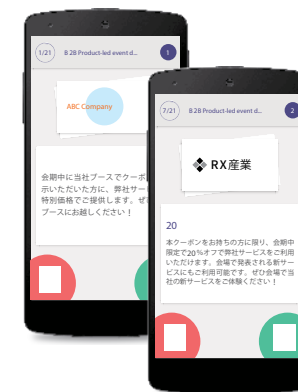 1/21
B 2B Product-led event d...
1
ABC Company
会期中に当社ブースでクーポ
示いただいた方に、弊社サー
特別価格でご提供します。ぜ
ブースにお越しください！
7/21
B 2B Product-led event d...
2
RX産業
20
本クーポンをお持ちの方に限り、会期中
限定で20%オフで弊社サービスをご利用
いただけます。会場で発表される新サー
ビスにもご利用可能です。ぜひ会場で当
社の新サービスをご体験ください！